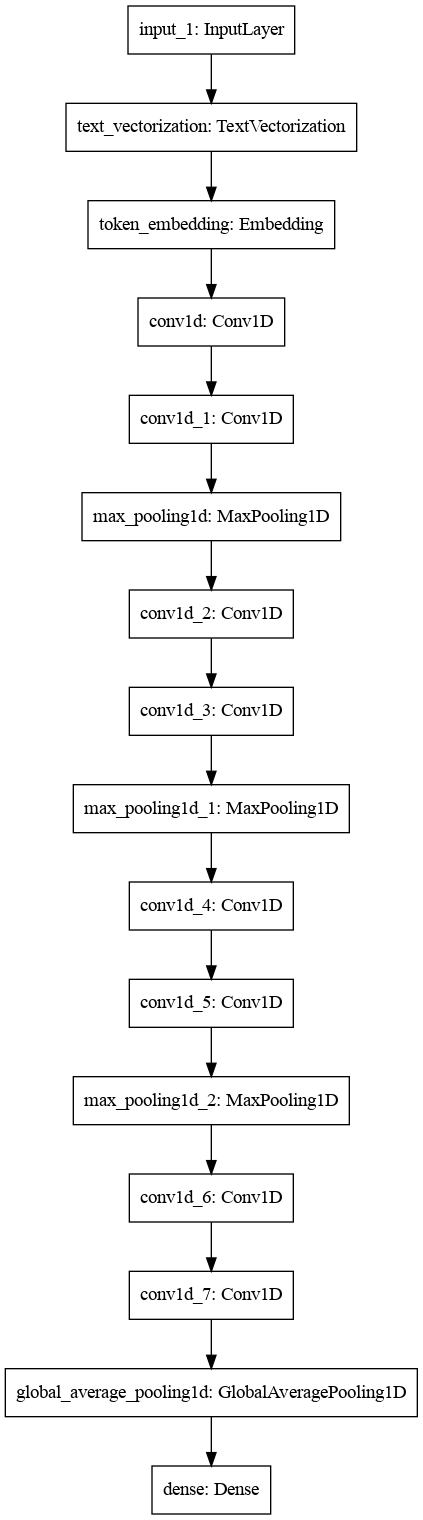 input_1: InputLayer
text_vectorization: TextVectorization
token_embedding: Embedding
conv1d: Conv1D
conv1d_1: Conv1D
max_pooling1d: MaxPooling1D
conv1d_2: Conv1D
conv1d_3: Conv1D
max_pooling1d_1: MaxPooling1D
conv1d_4: Conv1D
conv1d_5: Conv1D
max_pooling1d_2: MaxPooling1D
conv1d_6: Conv1D
conv1d_7: Conv1D
global_average_pooling1d: GlobalAveragePooling1D
dense: Dense